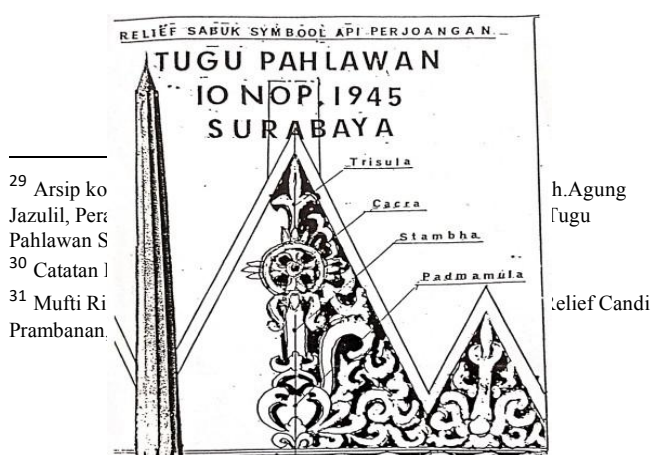 RELIEF SABUK SYMBOOL API PERJOANGAN
TUGU PAHLAWAN
10 NOP. 1945
SURABAYA
Trisula
Cacra
Stambha
Padmamula
29 Arsip ko h.Agung
Jazulil, Pera Tugu
Pahlawan S
30 Catatan
31 Mufti Ri Relief Candi
Prambanan,